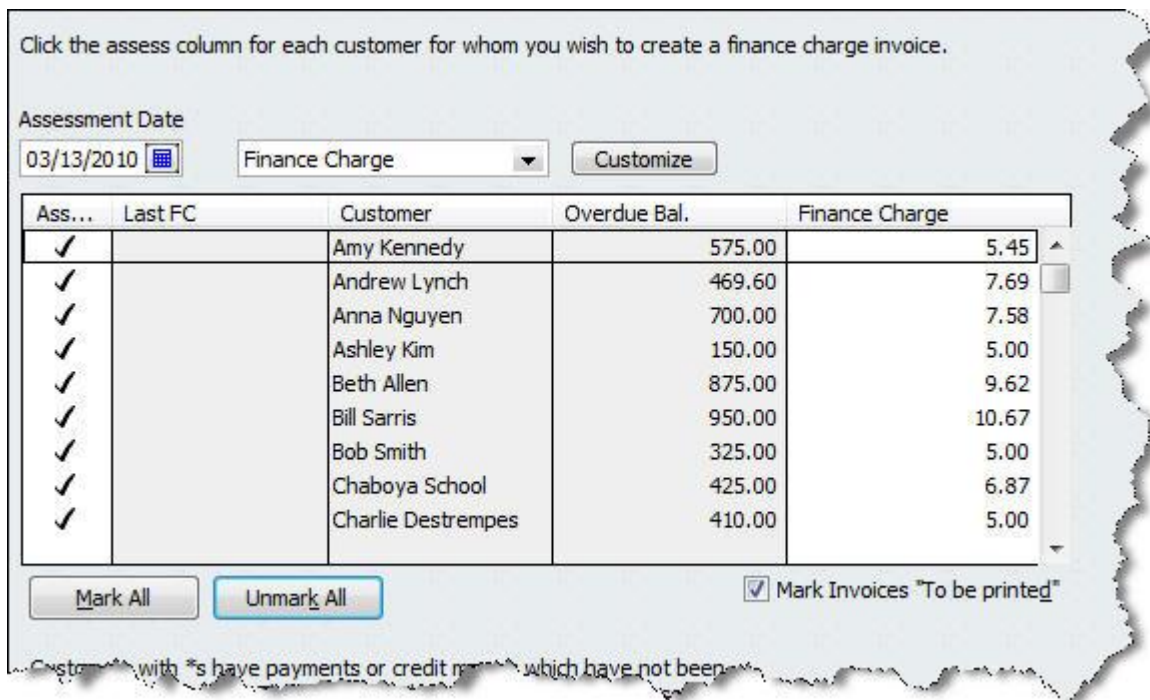 Click the assess column for each customer for whom you wish to create a finance charge invoice.
Assessment Date
03/13/2010 Finance Charge Customize
Ass... Last FC Customer Overdue Bal. Finance Charge
✓ Amy Kennedy 575.00 5.45
✓ Andrew Lynch 469.60 7.69
✓ Anna Nguyen 700.00 7.58
✓ Ashley Kim 150.00 5.00
✓ Beth Allen 875.00 9.62
✓ Bill Sarris 950.00 10.67
✓ Bob Smith 325.00 5.00
✓ Chaboya School 425.00 6.87
✓ Charlie Destrempes 410.00 5.00
Mark All Unmark All Mark Invoices "To be printed"
with *s have payments or credit which have not been